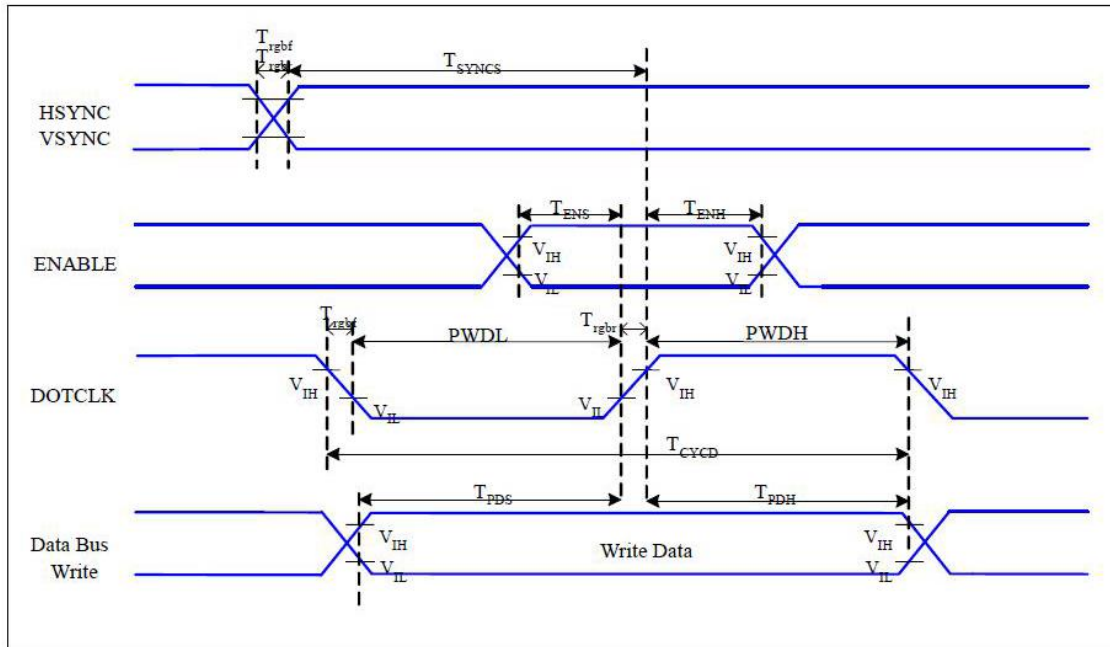 Trgbf
Trgbr TSYNCS
HSYNC
VSYNC
TENS TENH
VIH VIH
ENABLE
VIL VIL
Trgbf PWDL Trgbr PWDH
VIH VIH VIH
DOTCLK
VIL VIL
TCYCD
TPDS TPDH
VIH VIH
Data Bus Write Data
Write VIL VIL